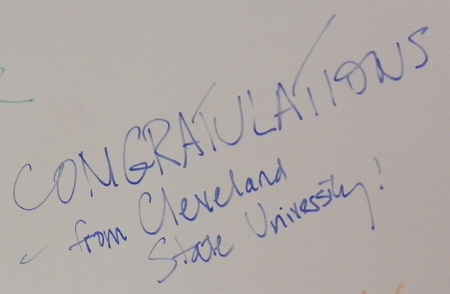 CONGRATULATIONS
- from Cleveland
State University!